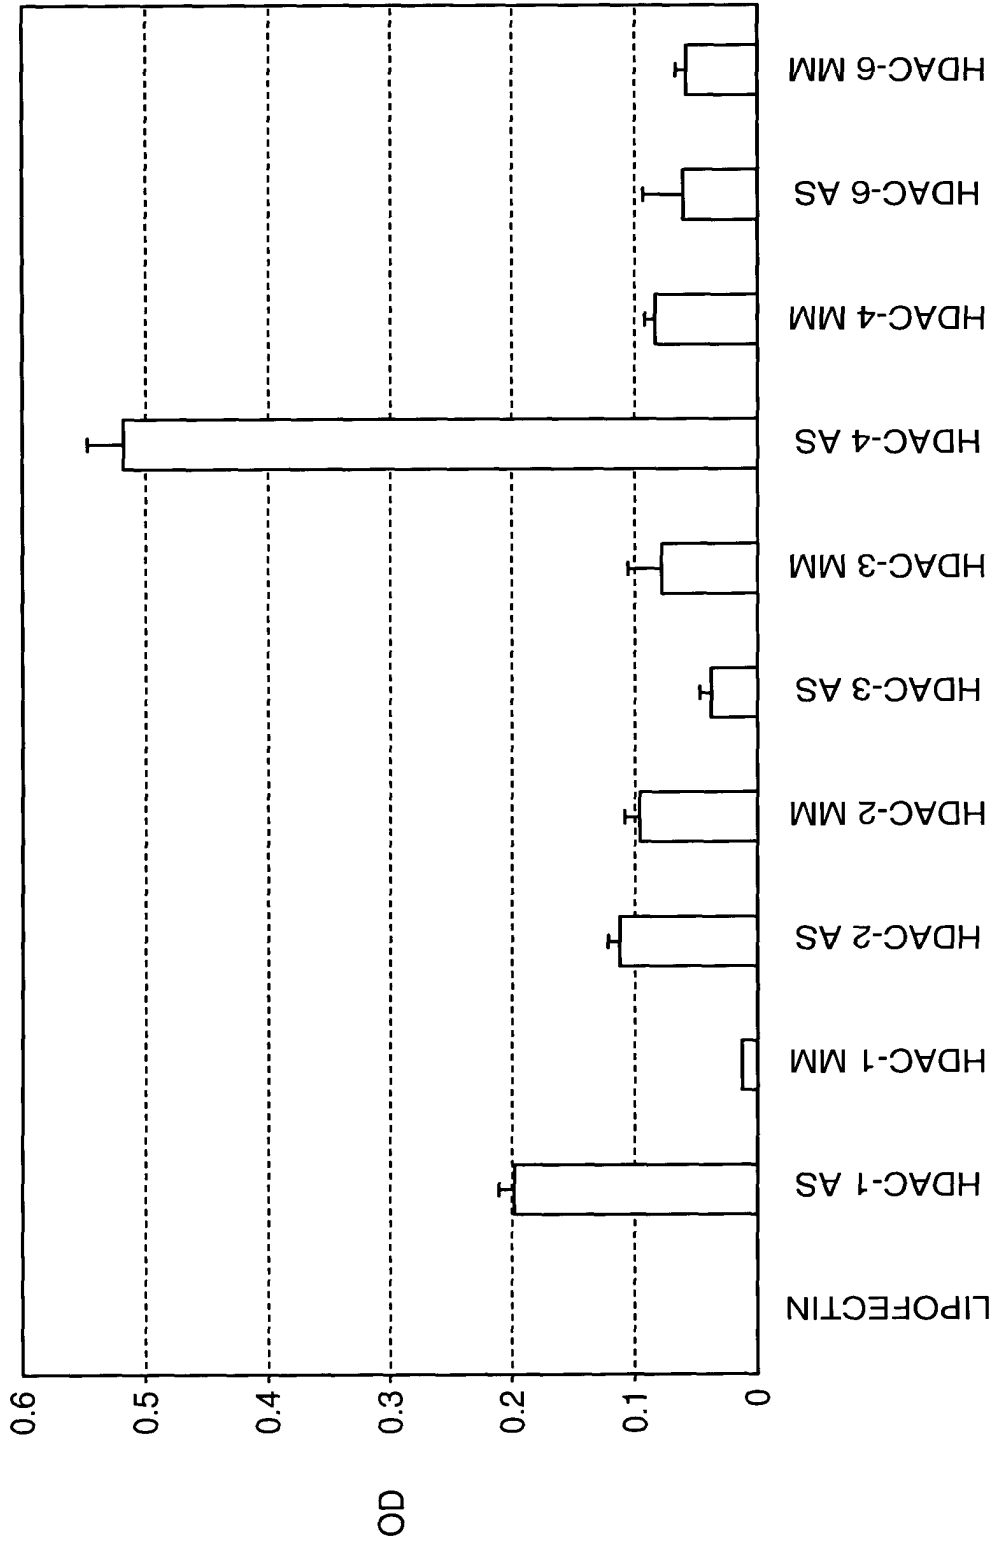 0.6
0.5
0.4
0.3
0.2
0.1
0
OD
LIPOFECTIN
HDAC-1 AS
HDAC-1 MM
HDAC-2 AS
HDAC-2 MM
HDAC-3 AS
HDAC-3 MM
HDAC-4 AS
HDAC-4 MM
HDAC-6 AS
HDAC-6 MM